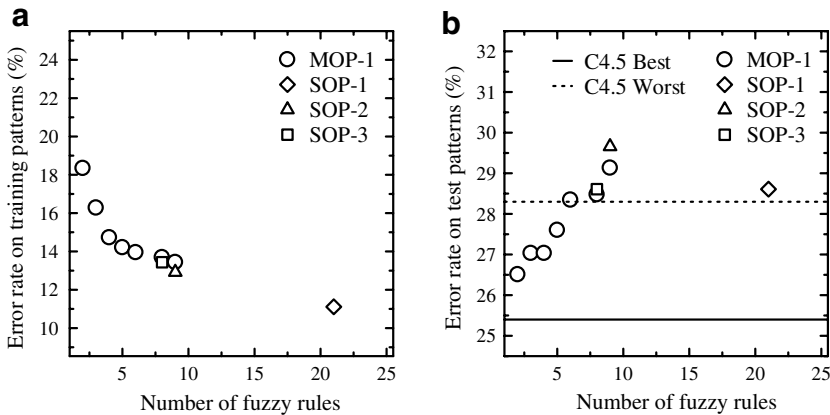 a
Error rate on training patterns (%)
24
22
20
18
16
14
12
10
5
10
15
20
25
Number of fuzzy rules
MOP-1
SOP-1
SOP-2
SOP-3
b
Error rate on test patterns (%)
32
31
30
29
28
27
26
25
5
10
15
20
25
Number of fuzzy rules
C4.5 Best
C4.5 Worst
MOP-1
SOP-1
SOP-2
SOP-3